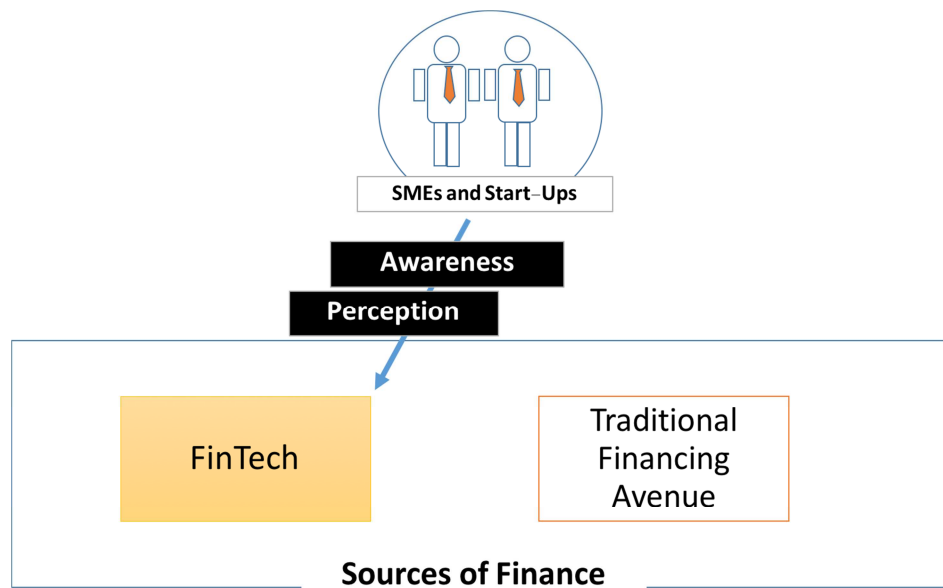 SMEs and Start–Ups
Awareness
Perception
FinTech
Traditional
Financing
Avenue
Sources of Finance